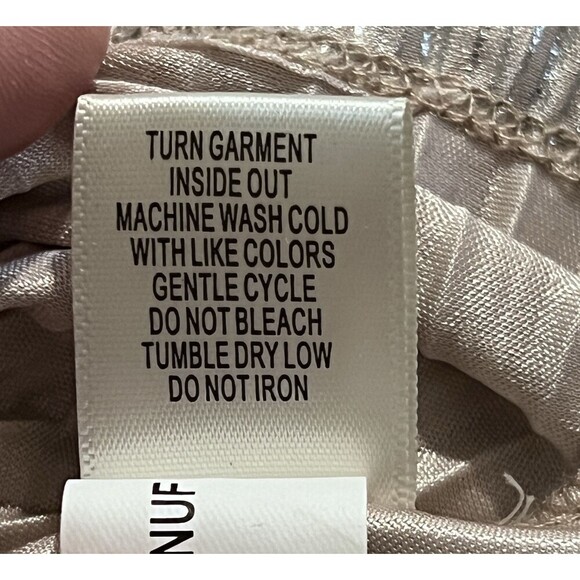 TURN GARMENT
INSIDE OUT
MACHINE WASH COLD
WITH LIKE COLORS
GENTLE CYCLE
DO NOT BLEACH
TUMBLE DRY LOW
DO NOT IRON
NUF